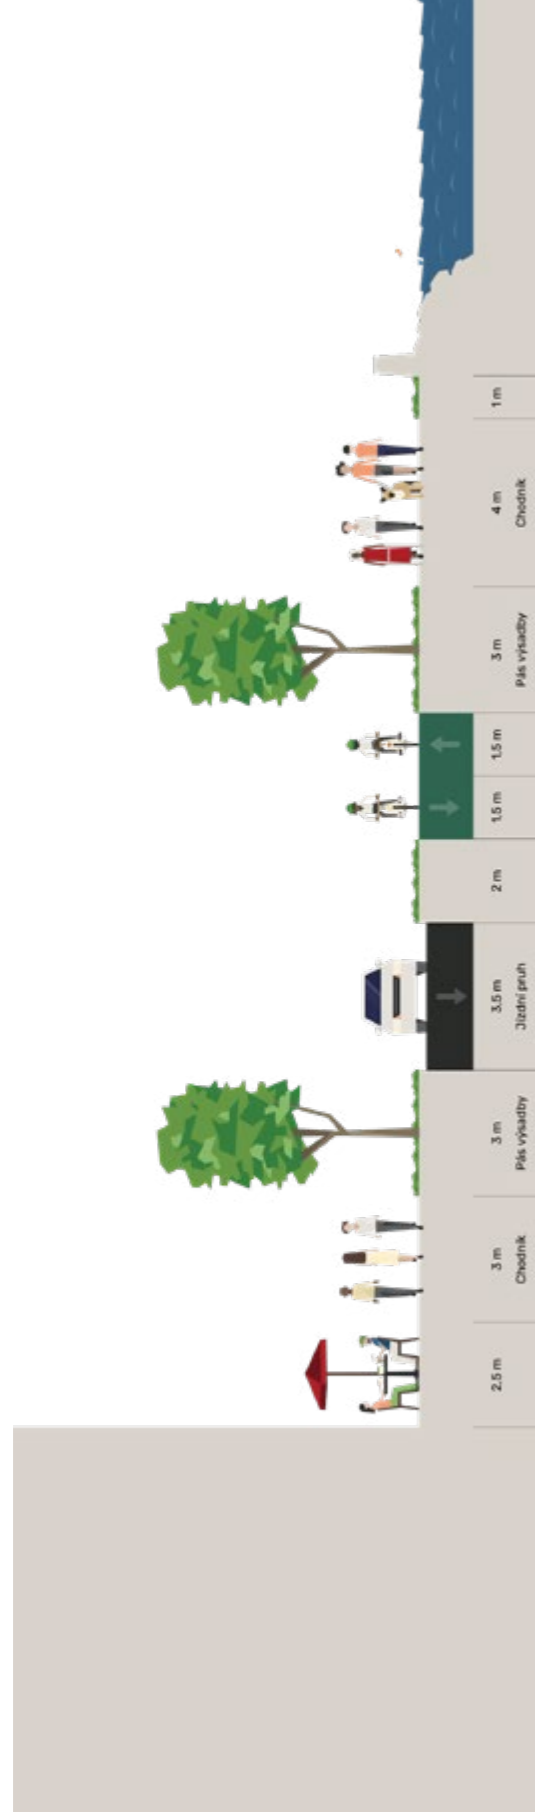 2.5 m
3 m
Chodník
3 m
Pás výsadby
3.5 m
Jízdní pruh
2 m
1.5 m
1.5 m
3 m
Pás výsadby
4 m
Chodník
1 m